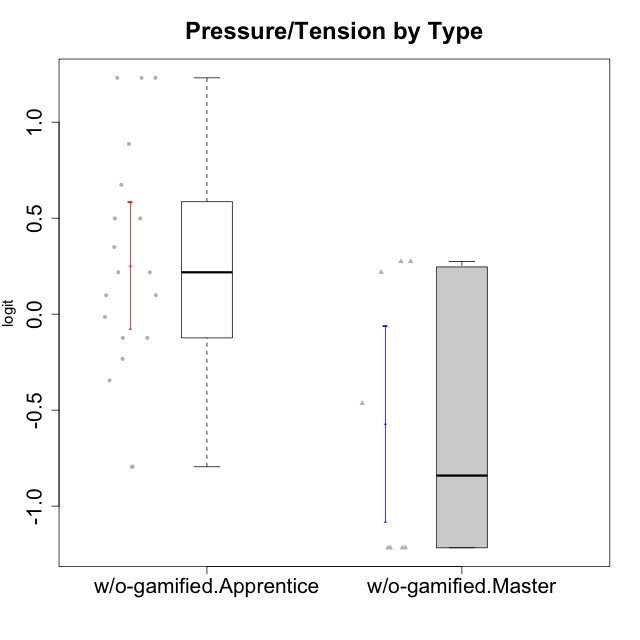 Pressure/Tension by Type
logit
1.0
0.5
0.0
-0.5
-1.0
w/o-gamified.Apprentice
w/o-gamified.Master